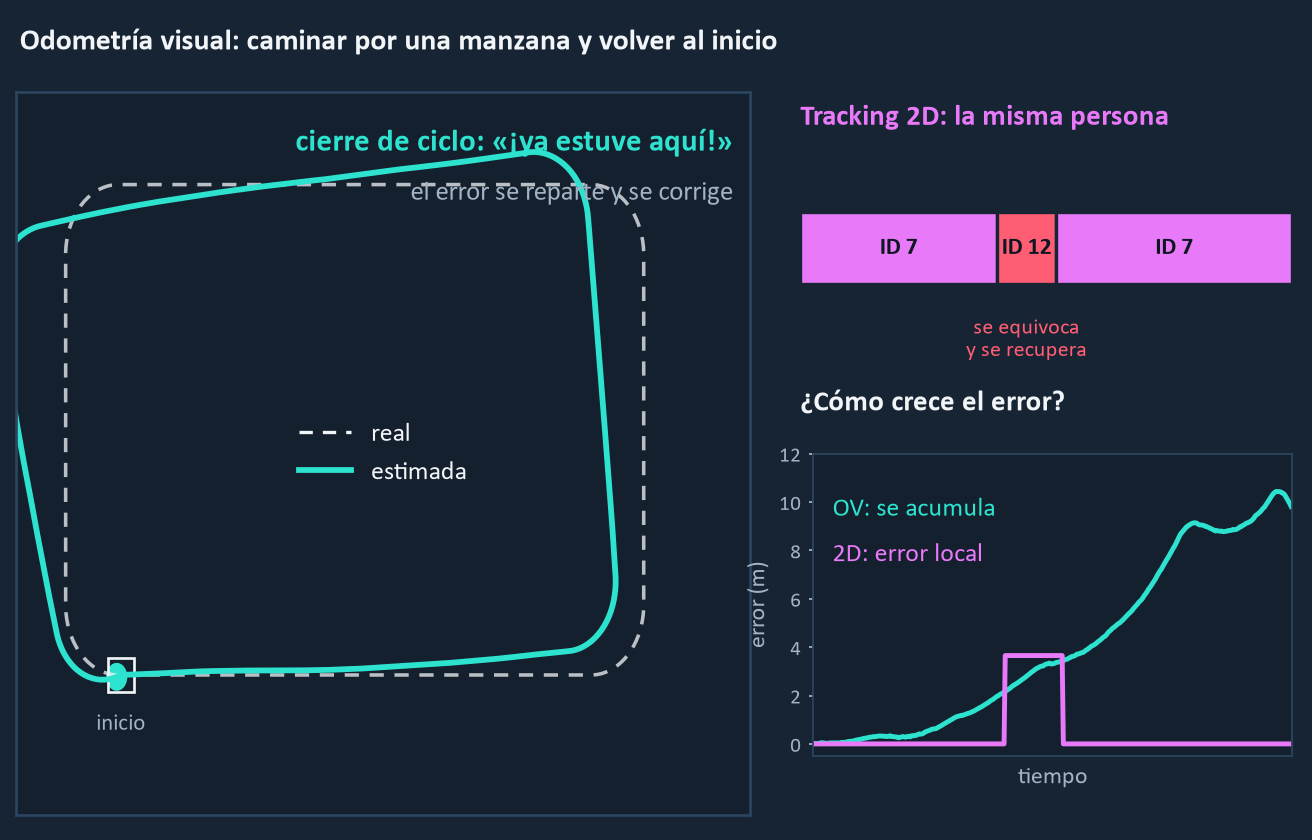 Odometría visual: caminar por una manzana y volver al inicio
cierre de ciclo: «¡ya estuve aquí!»
el error se reparte y se corrige
real
estimada
inicio
Tracking 2D: la misma persona
ID 7
ID 12
ID 7
se equivoca
y se recupera
¿Cómo crece el error?
12
10
8
6
4
2
0
error (m)
OV: se acumula
2D: error local
tiempo